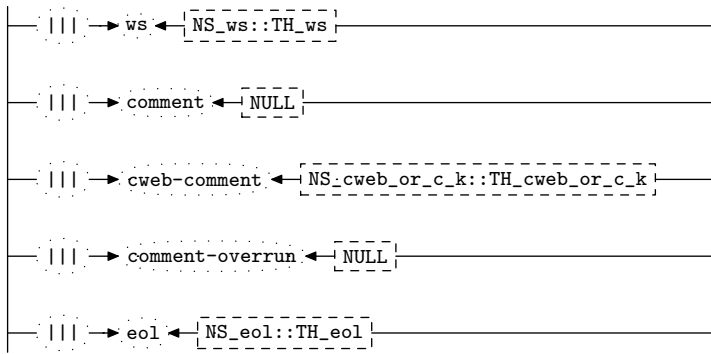 ||| ws NS_ws::TH_ws
||| comment NULL
||| cweb-comment NS_cweb_or_c_k::TH_cweb_or_c_k
||| comment-overrun NULL
||| eol NS_eol::TH_eol